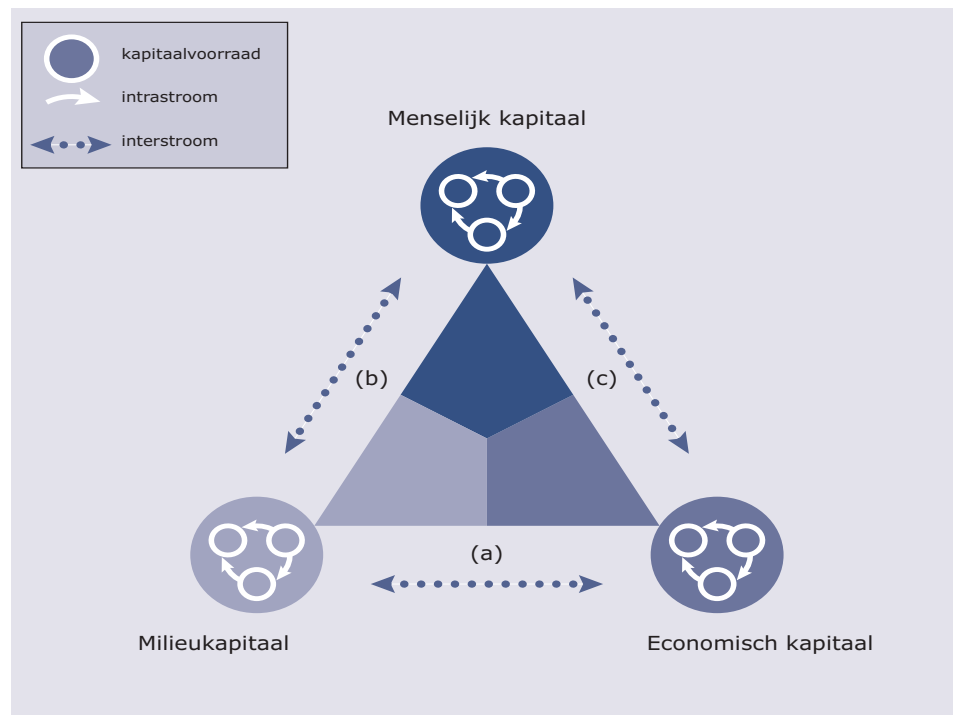 kapitaalvoorraad
intrastroom
interstroom
Menselijk kapitaal
(b)
(c)
(a)
Milieukapitaal
Economisch kapitaal